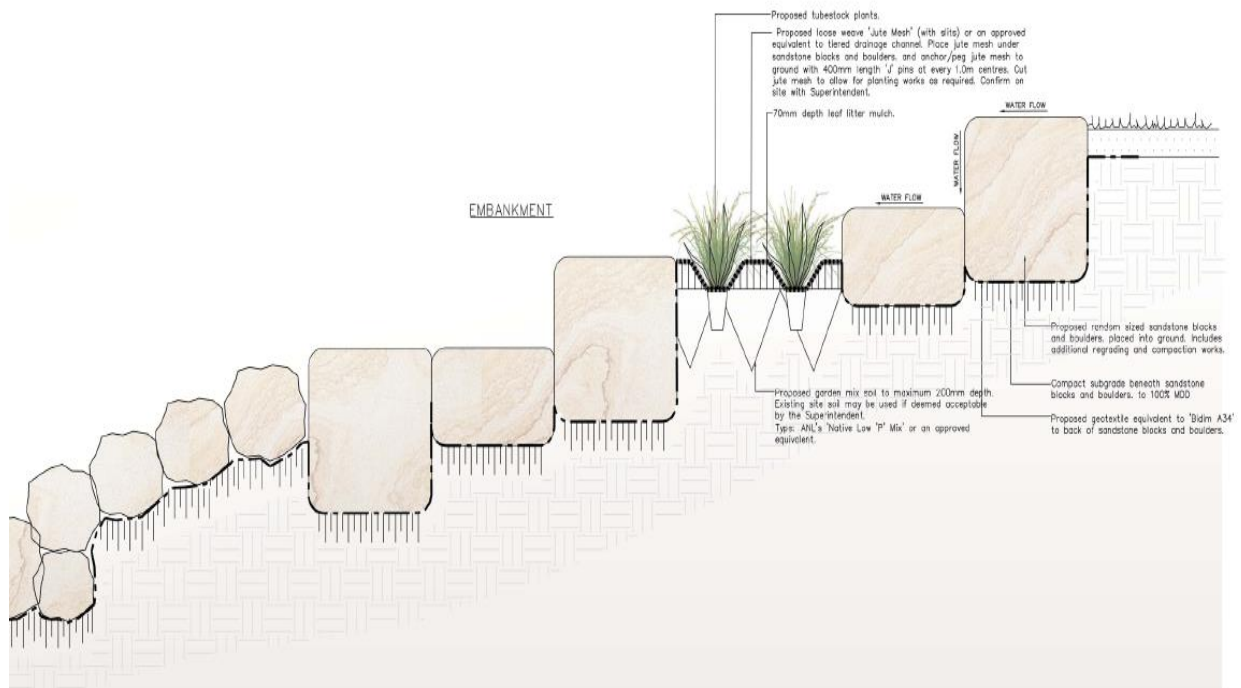 Proposed tubestock plants.
Proposed loose weave 'Jute Mesh' (with slits) or an approved
equivalent to tiered drainage channel. Place jute mesh under
sandstone blocks and boulders, and anchor/peg jute mesh to
ground with 400mm length 'J' pins at every 1.0m centres. Cut
jute mesh to allow for planting works as required. Confirm on
site with Superintendent.
70mm depth leaf litter mulch.
WATER FLOW
WATER FLOW
WATER FLOW
EMBANKMENT
Proposed random sized sandstone blocks
and boulders, placed into ground. Includes
additional regrading and compaction works.
Compact subgrade beneath sandstone
blocks and boulders, to 100% MDD
Proposed geotextile equivalent to 'Bidim A34'
to back of sandstone blocks and boulders.
Proposed garden mix soil to maximum 200mm depth.
Existing site soil may be used if deemed acceptable
by the Superintendent.
Type: ANL's 'Native Low 'P' Mix' or an approved
equivalent.